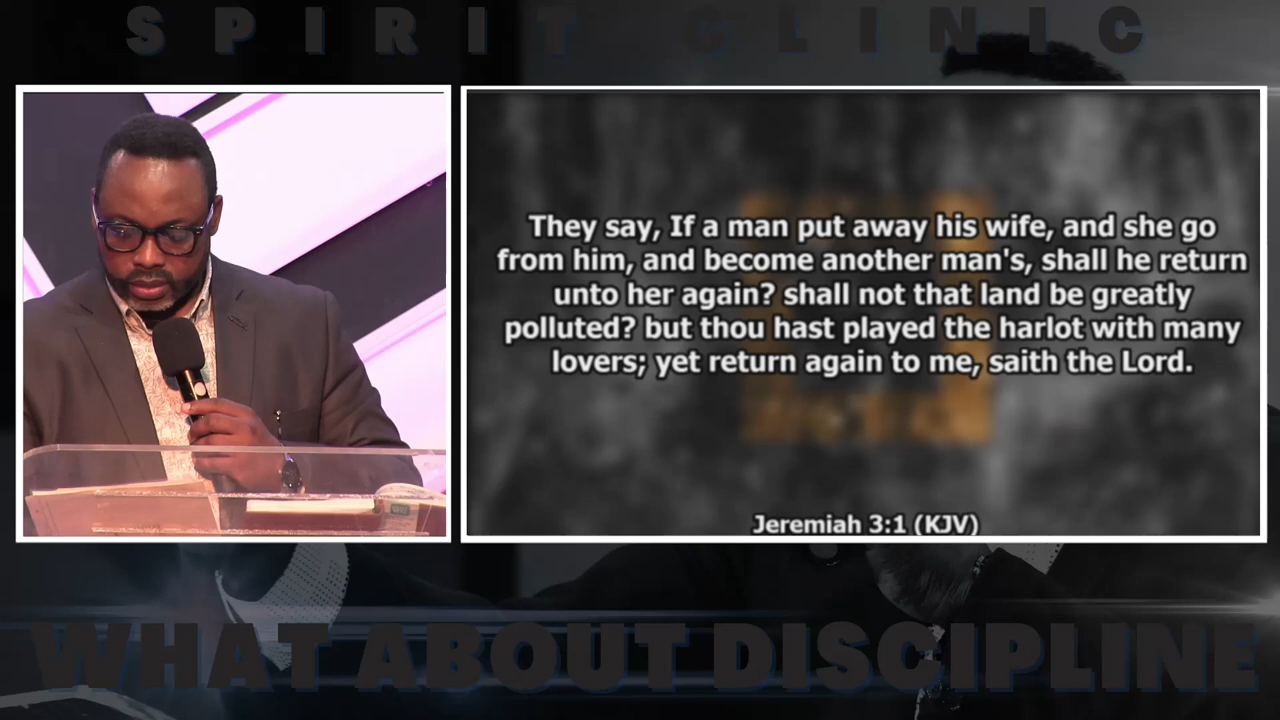 SPIRIT CLINIC
They say, If a man put away his wife, and she go
from him, and become another man's, shall he return
unto her again? shall not that land be greatly
polluted? but thou hast played the harlot with many
lovers; yet return again to me, saith the Lord.
Jeremiah 3:1 (KJV)
WHAT ABOUT DISCIPLINE